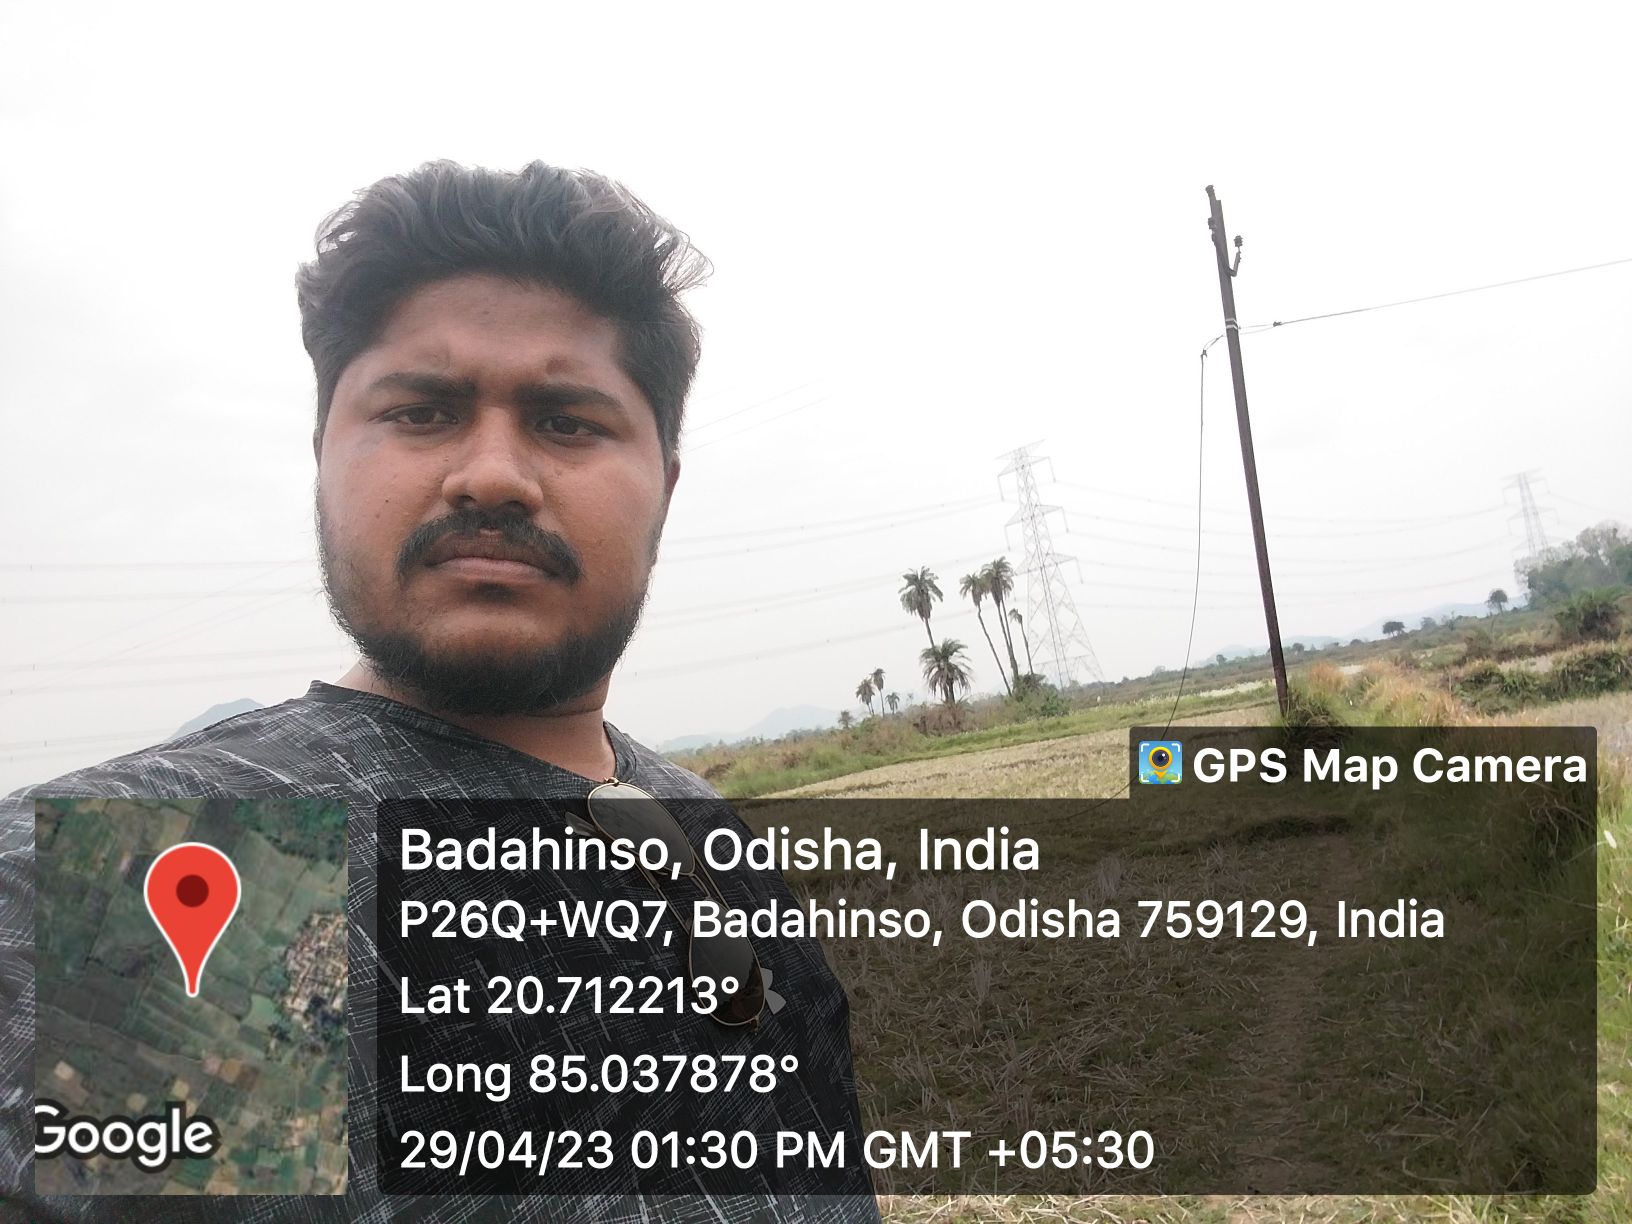 GPS Map Camera
Badahinso, Odisha, India
P26Q+WQ7, Badahinso, Odisha 759129, India
Lat 20.712213°
Long 85.037878°
29/04/23 01:30 PM GMT +05:30
Google